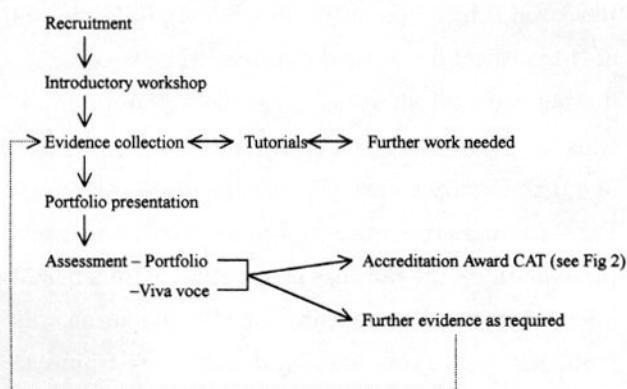 Recruitment
Introductory workshop
Evidence collection Tutorials Further work needed
Portfolio presentation
Assessment – Portfolio Accreditation Award CAT (see Fig 2)
–Viva voce
Further evidence as required